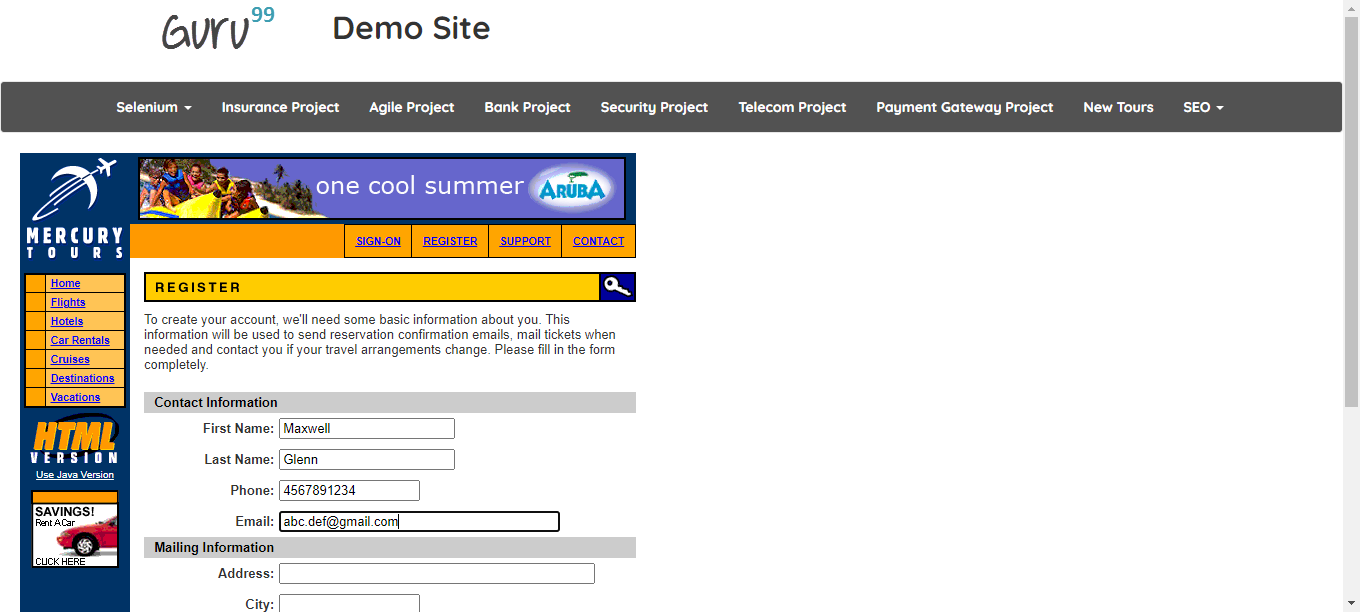 Guru99
Demo Site
Selenium
Insurance Project
Agile Project
Bank Project
Security Project
Telecom Project
Payment Gateway Project
New Tours
SEO
MERCURY
TOURS
one cool summer
ARUBA
SIGN-ON
REGISTER
SUPPORT
CONTACT
Home
Flights
Hotels
Car Rentals
Cruises
Destinations
Vacations
HTML
VERSION
Use Java Version
SAVINGS!
Rent A Car
CLICK HERE
REGISTER
To create your account, we'll need some basic information about you. This
information will be used to send reservation confirmation emails, mail tickets when
needed and contact you if your travel arrangements change. Please fill in the form
completely.
Contact Information
First Name: Maxwell
Last Name: Glenn
Phone: 4567891234
Email: abc.def@gmail.com
Mailing Information
Address:
City: